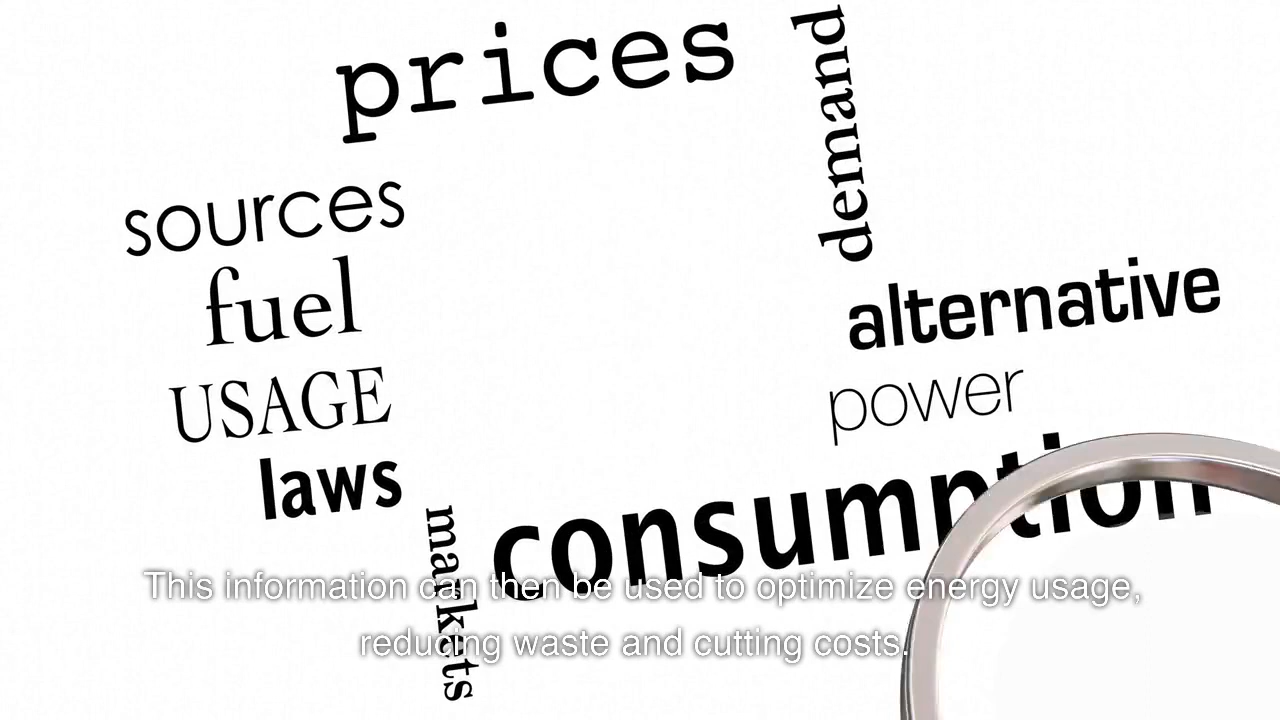 prices
demand
sources
fuel
alternative
USAGE
power
laws
consumption
markets
This information can then be used to optimize energy usage,
reducing waste and cutting costs.